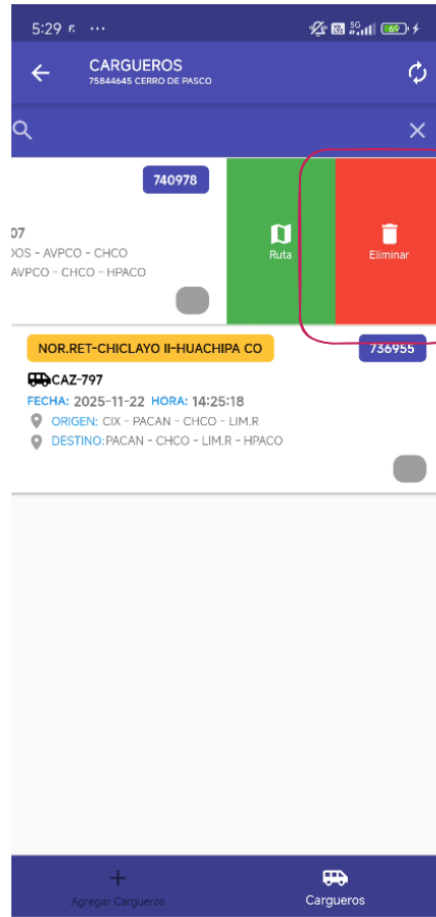 5:29
CARGUEROS
75844645 CERRO DE PASCO
740978
07
DOS - AVPCO - CHCO
AVPCO - CHCO - HPACO
Ruta
Eliminar
NOR.RET-CHICLAYO II-HUACHIPA CO
736955
CAZ-797
FECHA: 2025-11-22 HORA: 14:25:18
ORIGEN: CIX - PACAN - CHCO - LIM.R
DESTINO:PACAN - CHCO - LIM.R - HPACO
Agregar Cargueros
Cargueros